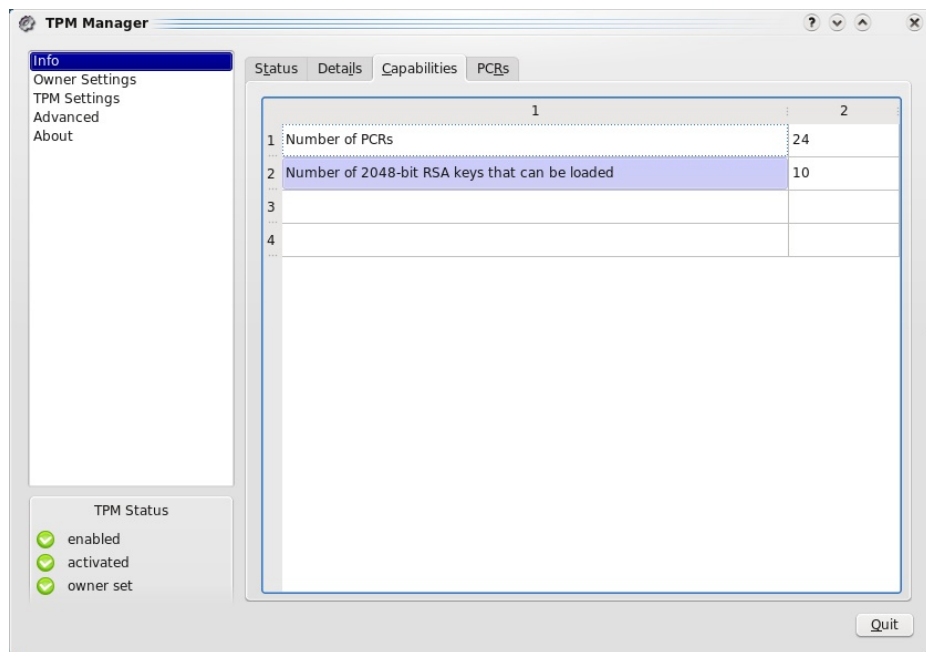 TPM Manager
?
Info
Owner Settings
TPM Settings
Advanced
About
Status Details Capabilities PCRs
1 2
1 Number of PCRs 24
2 Number of 2048-bit RSA keys that can be loaded 10
3
4
TPM Status
enabled
activated
owner set
Quit